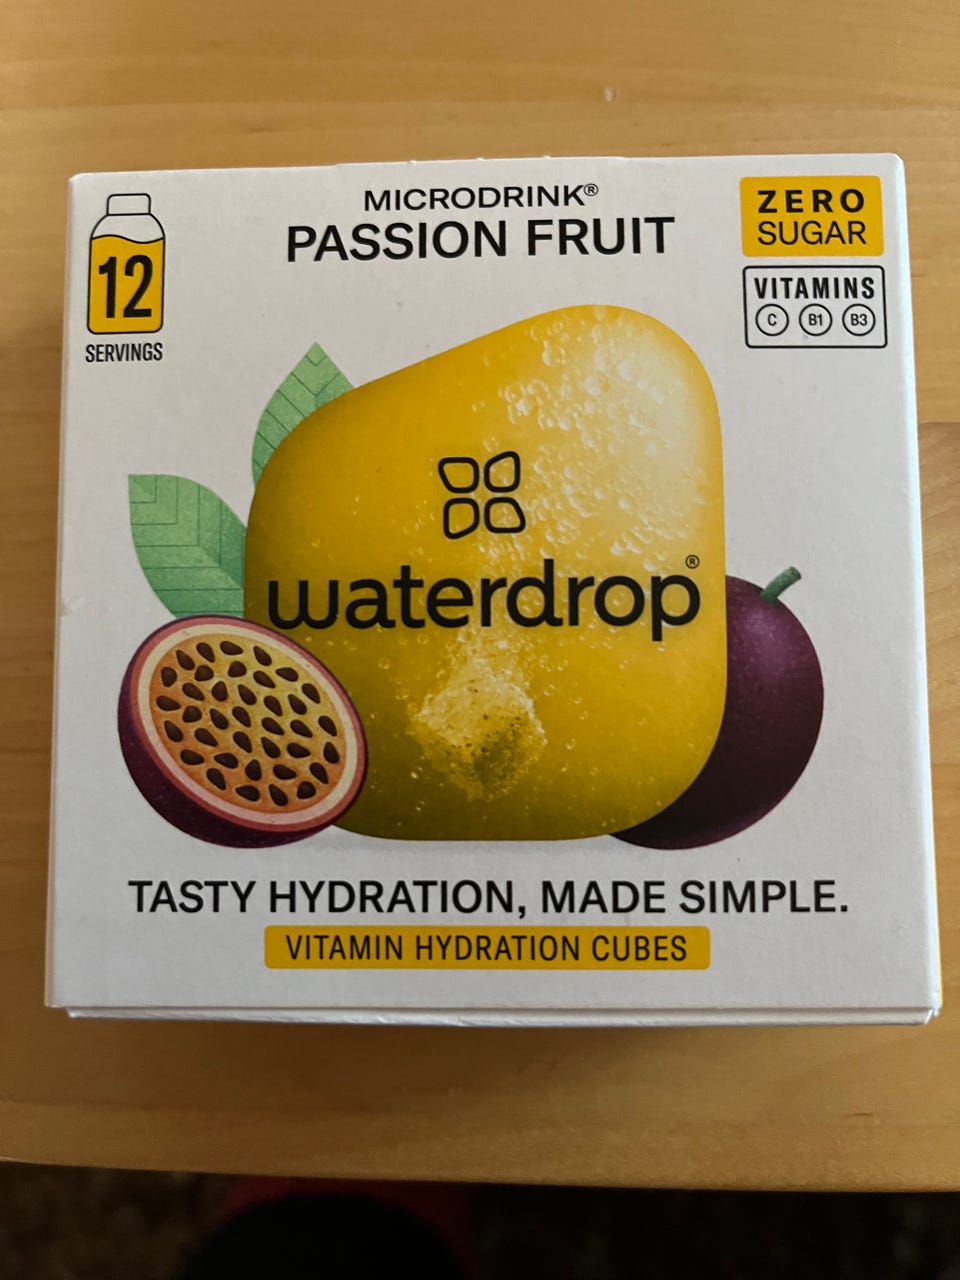 MICRODRINK®
PASSION FRUIT
12
SERVINGS
ZERO
SUGAR
VITAMINS
C B1 B3
waterdrop®
TASTY HYDRATION, MADE SIMPLE.
VITAMIN HYDRATION CUBES